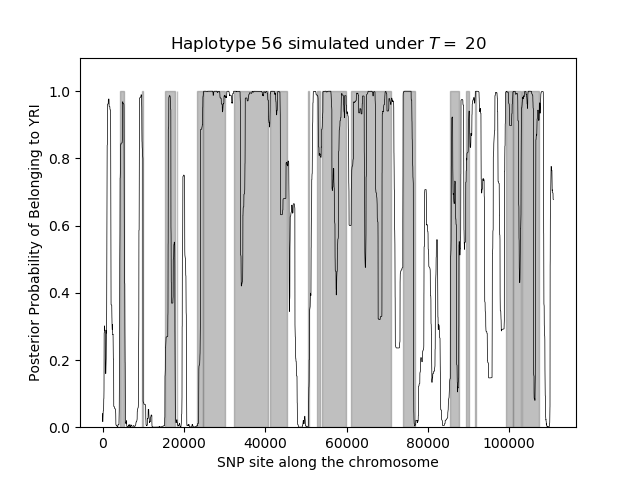 Haplotype 56 simulated under T = 20
Posterior Probability of Belonging to YRI
1.0
0.8
0.6
0.4
0.2
0.0
0 20000 40000 60000 80000 100000
SNP site along the chromosome